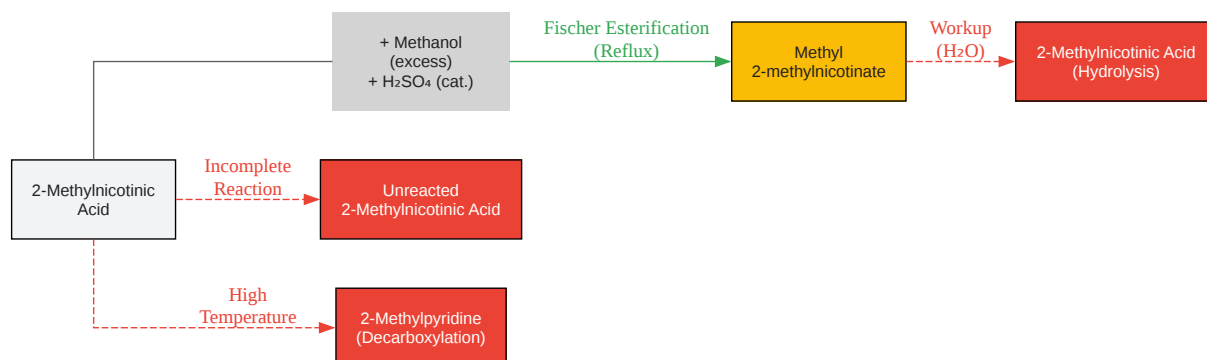 + Methanol
(excess)
+ H₂SO₄ (cat.)
Fischer Esterification
(Reflux)
Methyl
2-methylnicotinate
Workup
(H₂O)
2-Methylnicotinic Acid
(Hydrolysis)
2-Methylnicotinic
Acid
Incomplete
Reaction
Unreacted
2-Methylnicotinic Acid
High
Temperature
2-Methylpyridine
(Decarboxylation)